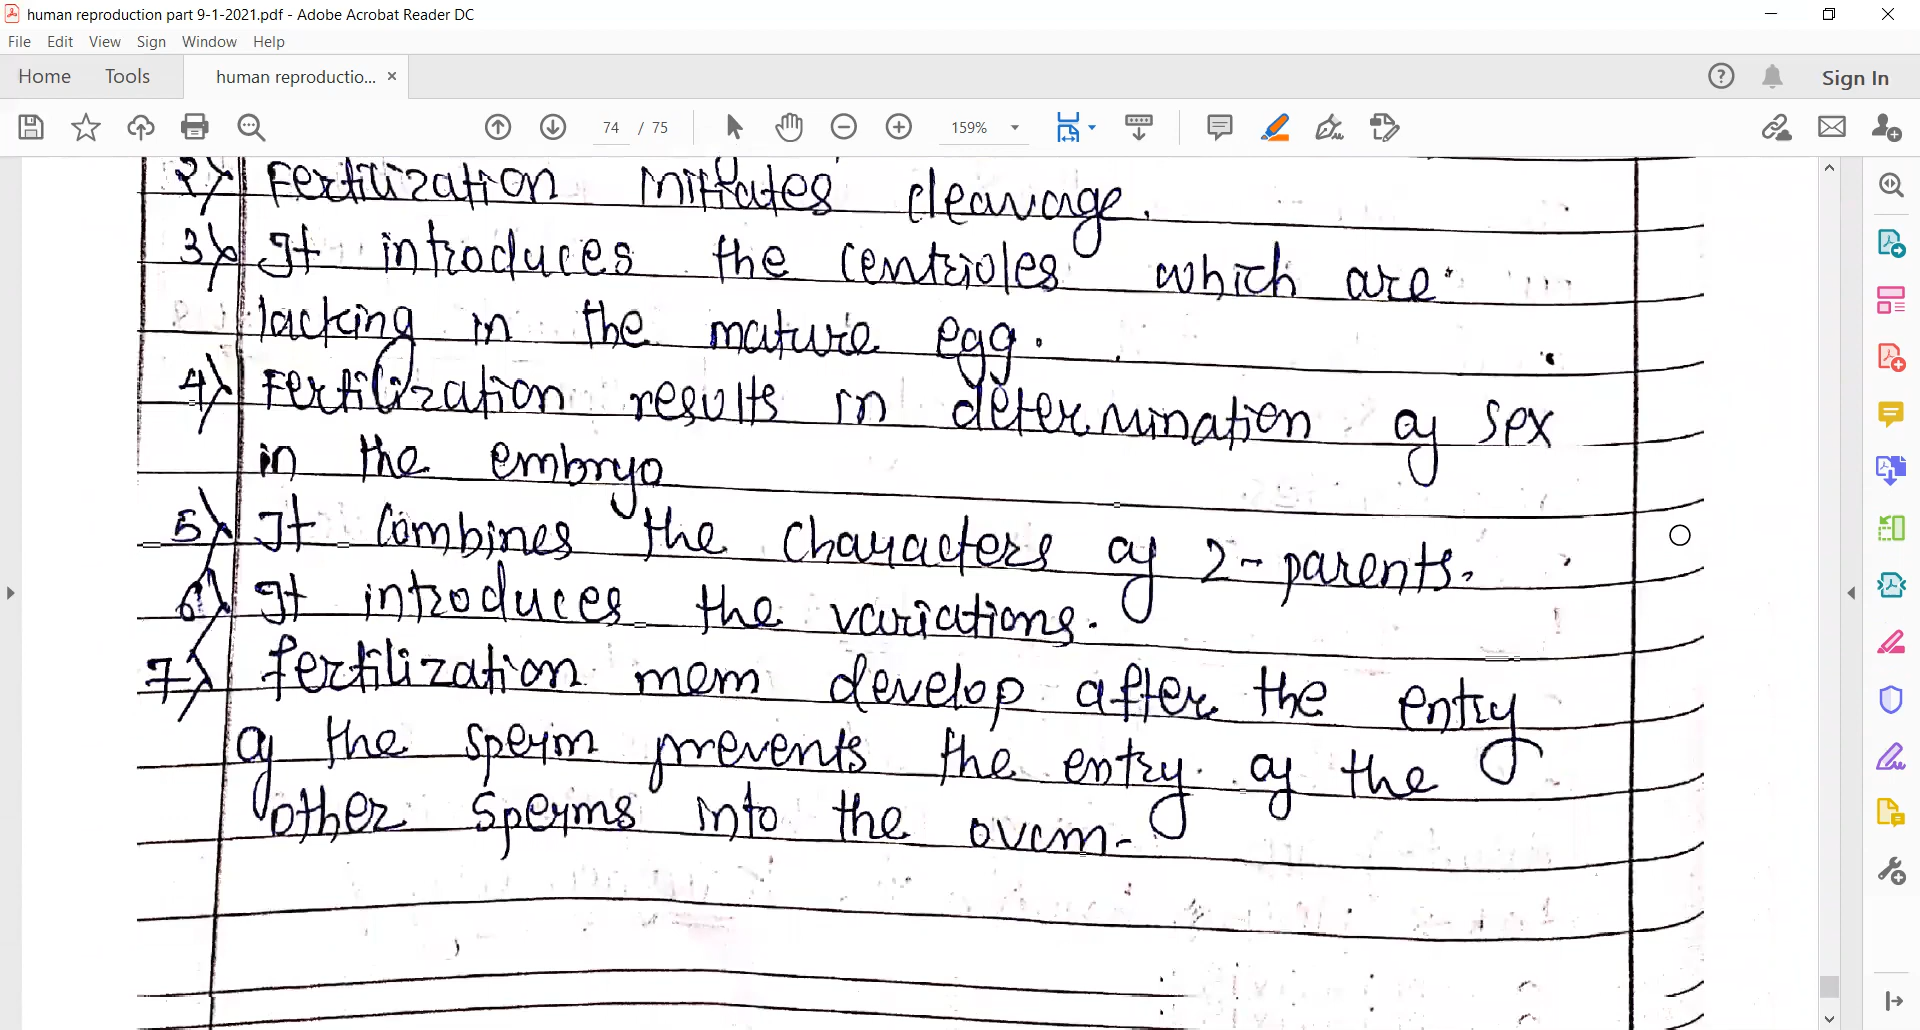 human reproduction part 9-1-2021.pdf - Adobe Acrobat Reader DC
File Edit View Sign Window Help
Home Tools human reproductio... × Sign In
74 / 75 159%
2) Fertilization initiates cleavage.
3) It introduces the centrioles which are
lacking in the mature egg.
4) Fertilization results in determination of sex
in the embryo
5) It combines the characters of 2-parents.
6) It introduces the variations.
7) fertilization mem develop after the entry
of the sperm prevents the entry of the
other sperms into the ovum-